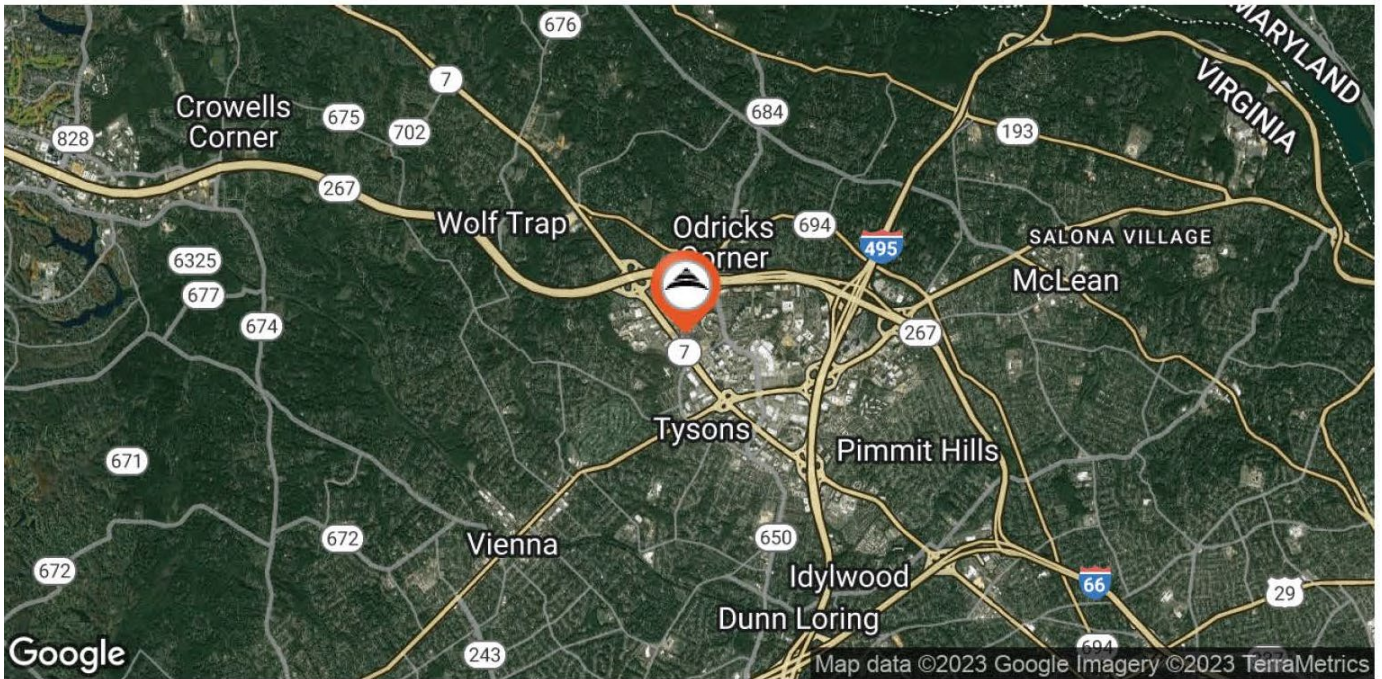 676
MARYLAND
VIRGINIA
7
Crowells
Corner
675
702
684
828
193
267
Wolf Trap
Odricks
Corner
694
495
SALONA VILLAGE
6325
McLean
677
674
267
7
Tysons
Pimmit Hills
671
672
Vienna
650
672
Idylwood
66
29
Dunn Loring
243
694
Google
Map data ©2023 Google Imagery ©2023 TerraMetrics